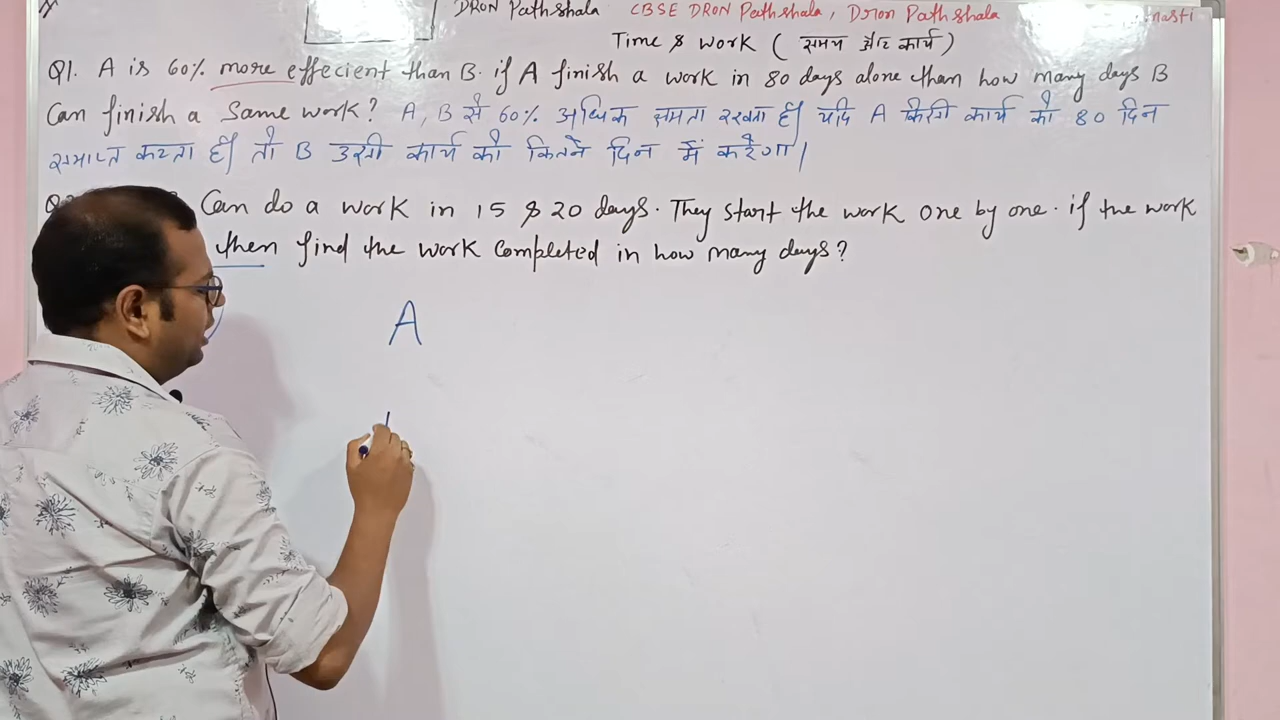 DRON Pathshala CBSE DRON Pathshala, Dron Pathshala nasti
Time & Work ( समय और कार्य )
Q1. A is 60% more effecient than B. if A finish a work in 80 days alone than how many days B
Can finish a Same work? A, B से 60% अधिक क्षमता रखता है। यदि A किसी कार्य को 80 दिन
समाप्त करता है। तो B उसी कार्य को कितने दिन में करेगा।
Can do a work in 15 & 20 days. They start the work one by one. if the work
then find the work completed in how many days?
A